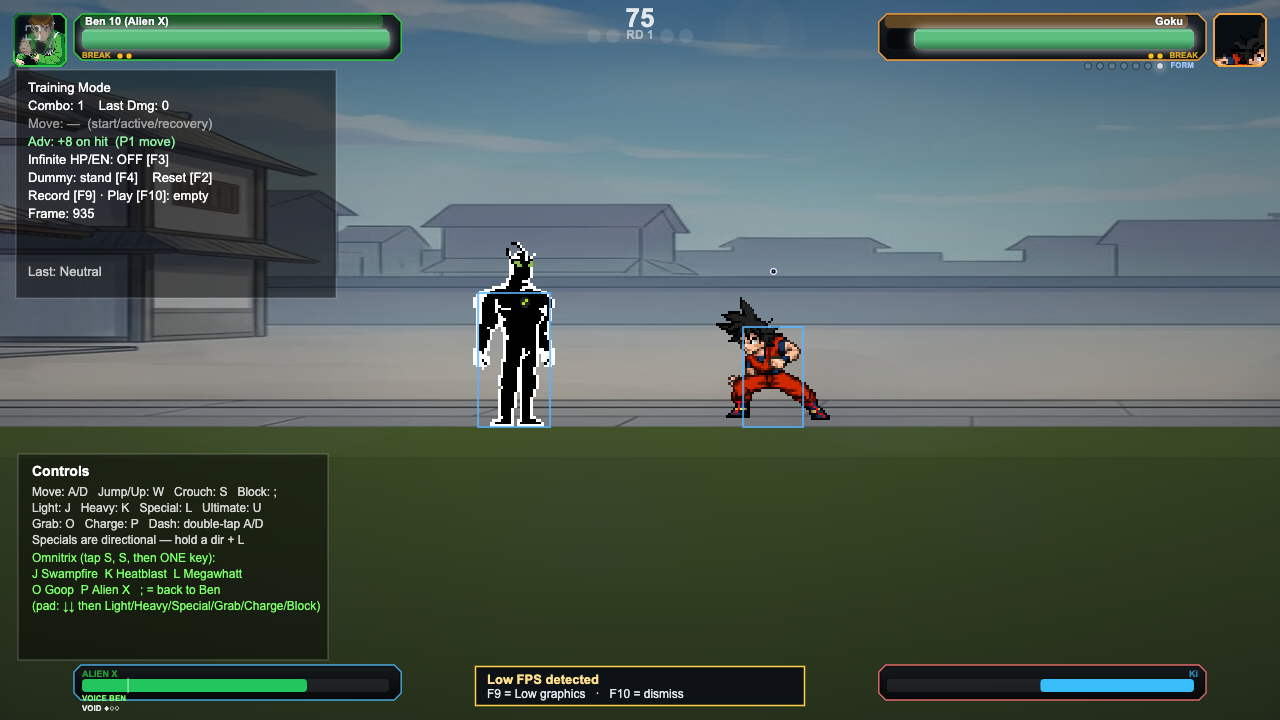 Ben 10 (Alien X)
BREAK
75
RD 1
Goku
BREAK
FORM
Training Mode
Combo: 1 Last Dmg: 0
Move: — (start/active/recovery)
Adv: +8 on hit (P1 move)
Infinite HP/EN: OFF [F3]
Dummy: stand [F4] Reset [F2]
Record [F9] · Play [F10]: empty
Frame: 935
Last: Neutral
Controls
Move: A/D Jump/Up: W Crouch: S Block: ;
Light: J Heavy: K Special: L Ultimate: U
Grab: O Charge: P Dash: double-tap A/D
Specials are directional — hold a dir + L
Omnitrix (tap S, S, then ONE key):
J Swampfire K Heatblast L Megawhatt
O Goop P Alien X ; = back to Ben
(pad: ↓↓ then Light/Heavy/Special/Grab/Charge/Block)
ALIEN X
VOICE BEN
VOID ◆◇◇
Low FPS detected
F9 = Low graphics · F10 = dismiss
Ki